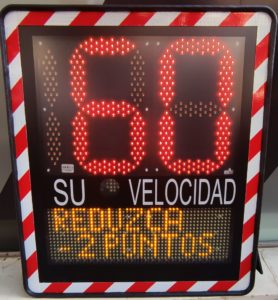 60
SU VELOCIDAD
REDUZCA
-2 PUNTOS